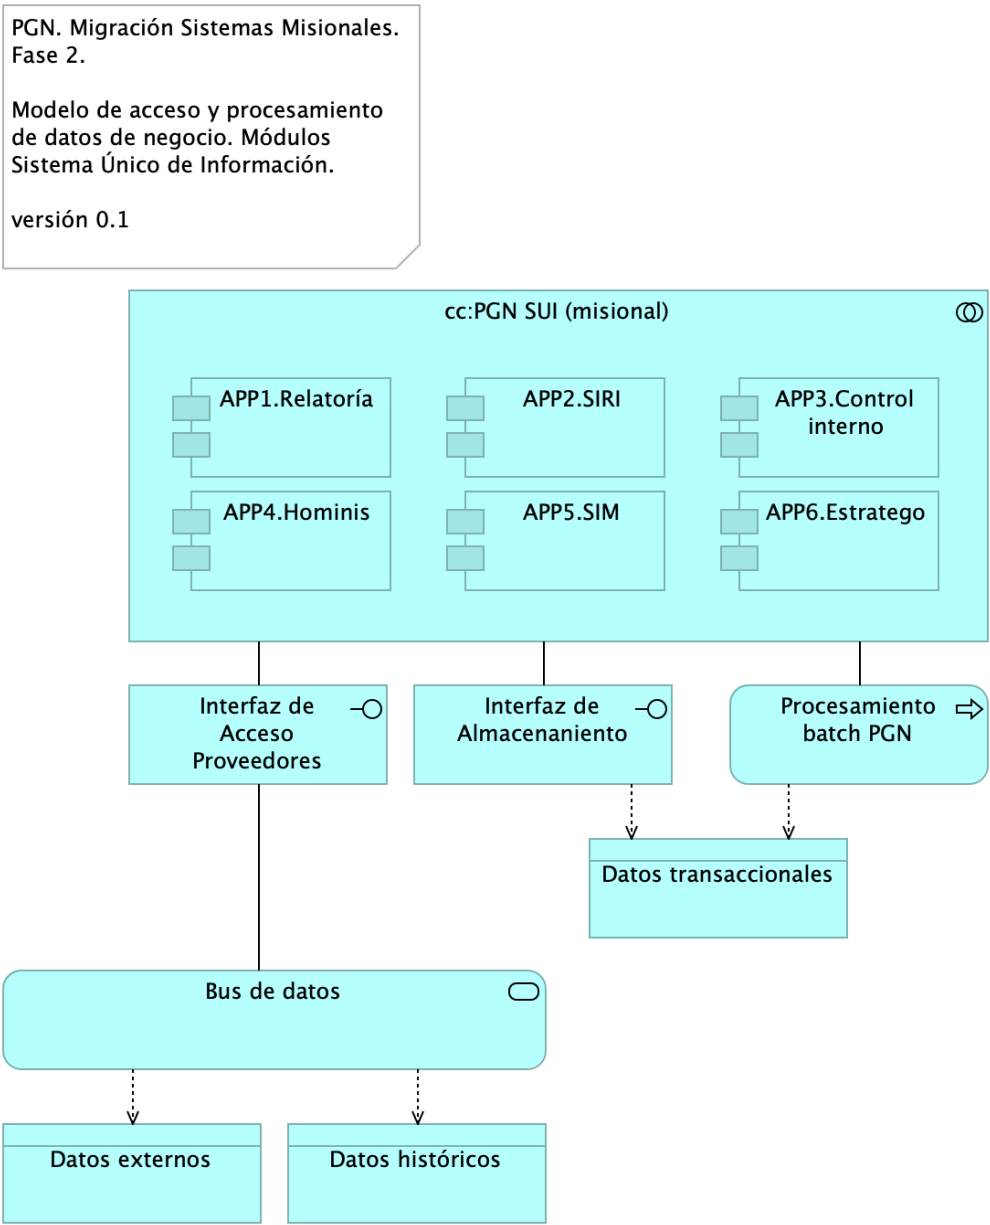 PGN. Migración Sistemas Misionales.
Fase 2.
Modelo de acceso y procesamiento
de datos de negocio. Módulos
Sistema Único de Información.
versión 0.1
cc:PGN SUI (misional)
APP1.Relatoría
APP2.SIRI
APP3.Control
interno
APP4.Hominis
APP5.SIM
APP6.Estratego
Interfaz de
Acceso
Proveedores
Interfaz de
Almacenaniento
Procesamiento
batch PGN
Datos transaccionales
Bus de datos
Datos externos
Datos históricos